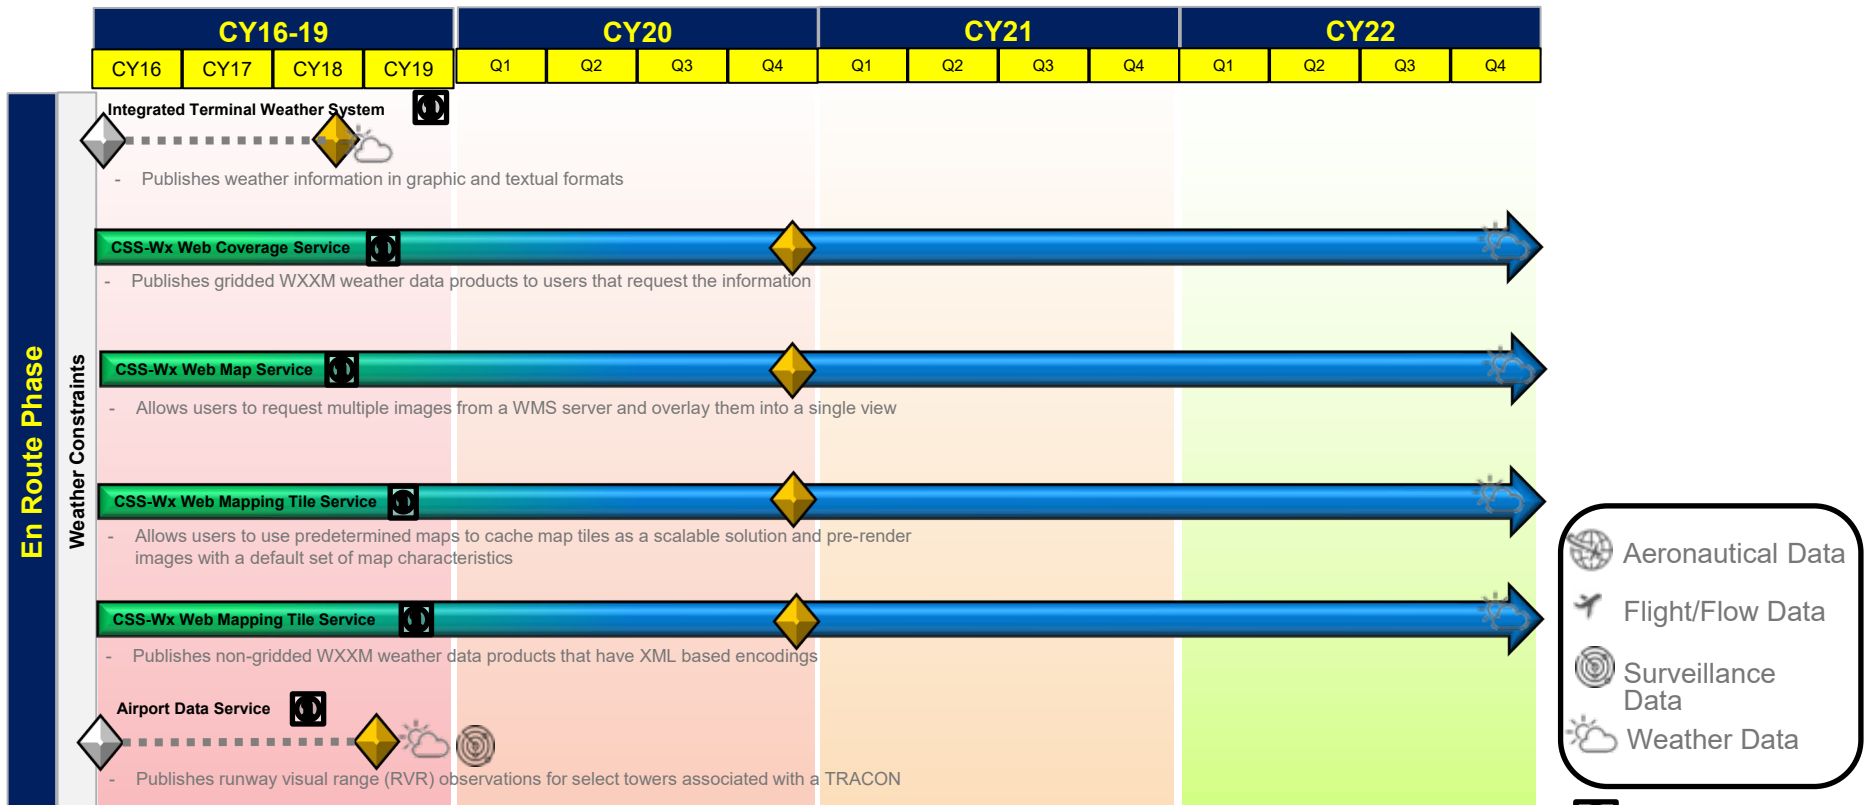 CY16-19 CY20 CY21 CY22
CY16 CY17 CY18 CY19 Q1 Q2 Q3 Q4 Q1 Q2 Q3 Q4 Q1 Q2 Q3 Q4
En Route Phase
Weather Constraints
Integrated Terminal Weather System
- Publishes weather information in graphic and textual formats
CSS-Wx Web Coverage Service
- Publishes gridded WXXM weather data products to users that request the information
CSS-Wx Web Map Service
- Allows users to request multiple images from a WMS server and overlay them into a single view
CSS-Wx Web Mapping Tile Service
- Allows users to use predetermined maps to cache map tiles as a scalable solution and pre-render
images with a default set of map characteristics
CSS-Wx Web Mapping Tile Service
- Publishes non-gridded WXXM weather data products that have XML based encodings
Airport Data Service
- Publishes runway visual range (RVR) observations for select towers associated with a TRACON
Aeronautical Data
Flight/Flow Data
Surveillance
Data
Weather Data